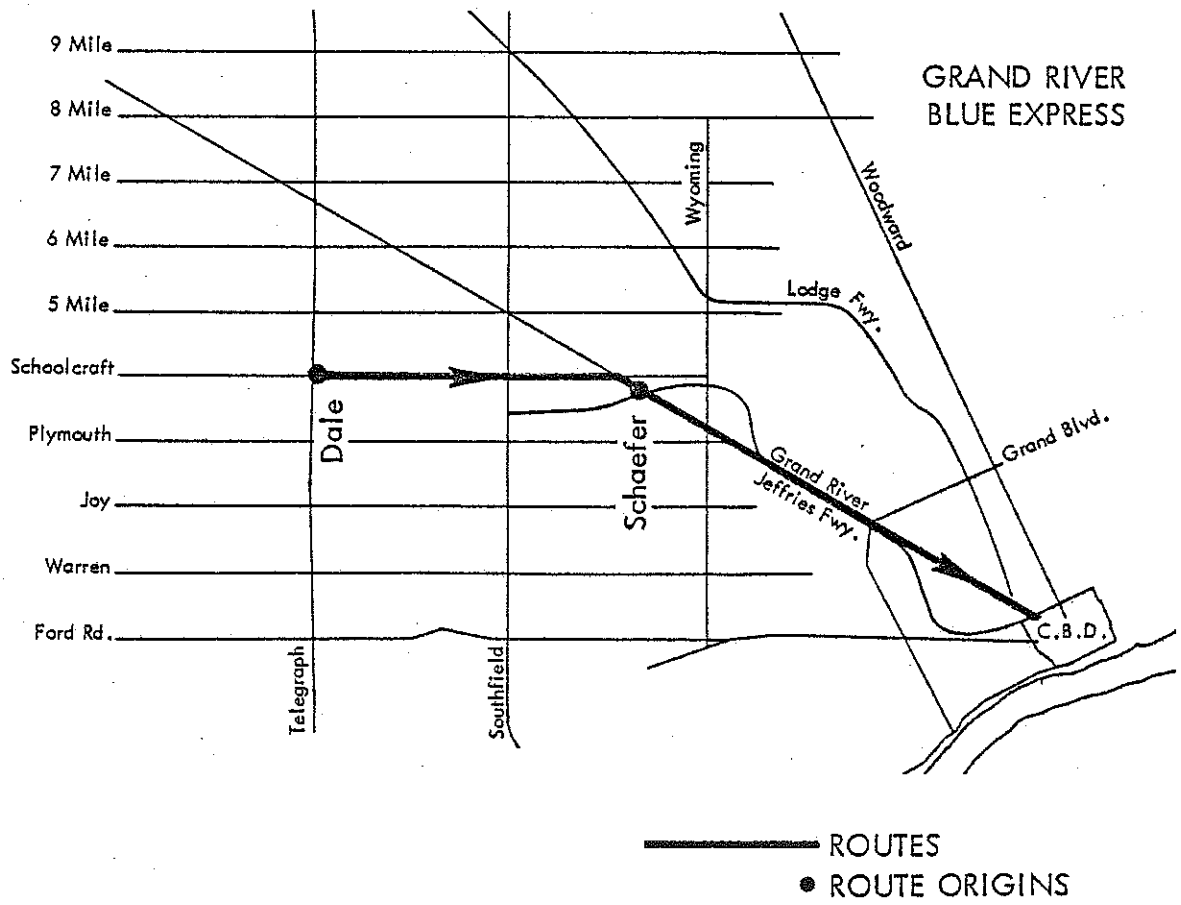 9 Mile
GRAND RIVER
BLUE EXPRESS
8 Mile
7 Mile
Wyoming
Woodward
6 Mile
5 Mile
Lodge Fwy.
Schoolcraft
Dale
Schaefer
Plymouth
Grand Blvd.
Grand River
Jeffries Fwy.
Joy
Warren
Ford Rd.
C.B.D.
Telegraph
Southfield
ROUTES
ROUTE ORIGINS